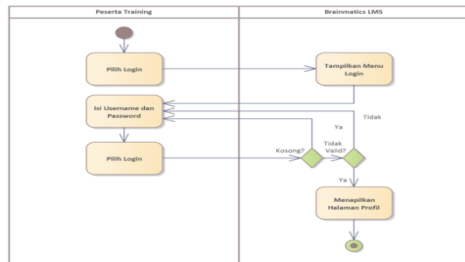 Peserta Training
Brainmatics LMS
Pilih Login
Tampilkan Menu
Login
Isi Username dan
Password
Tidak
Ya
Pilih Login
Kosong?
Tidak
Valid?
Ya
Menapilkan
Halaman Profil